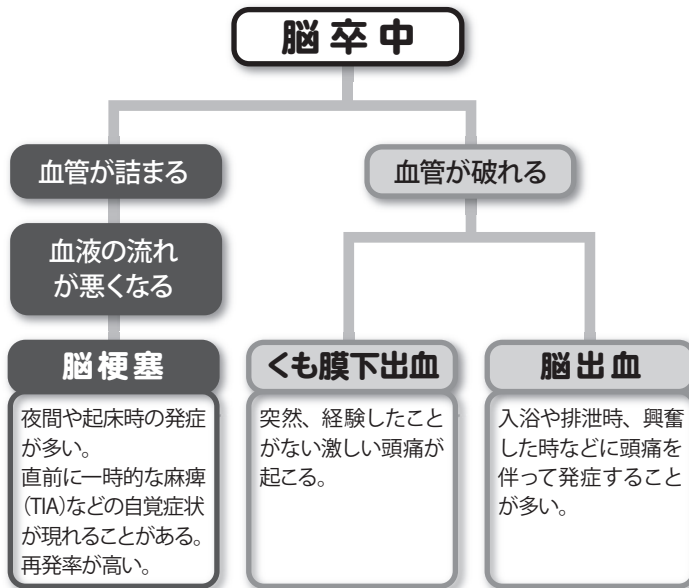 脳卒中
血管が詰まる
血管が破れる
血液の流れ
が悪くなる
脳梗塞
夜間や起床時の発症
が多い。
直前に一時的な麻痺
(TIA)などの自覚症状
が現れることがある。
再発率が高い。
くも膜下出血
突然、経験したこと
がない激しい頭痛が
起こる。
脳出血
入浴や排泄時、興奮
した時などに頭痛を
伴って発症すること
が多い。